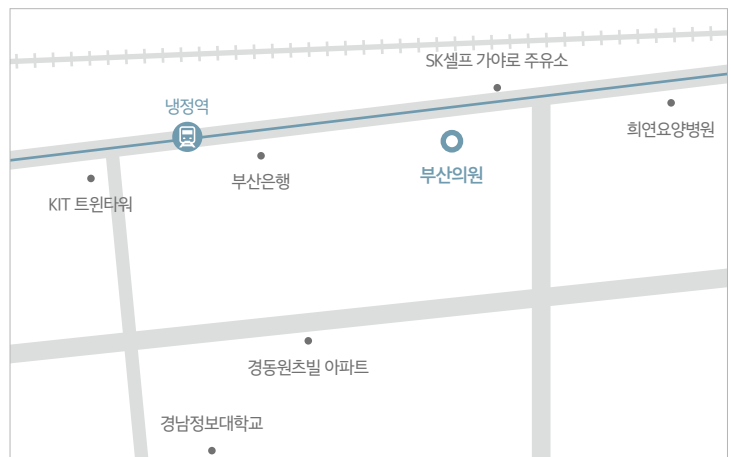 SK셀프 가야로 주유소
냉정역
희연요양병원
부산은행
부산의원
KIT 트윈타워
경동윈츠빌 아파트
경남정보대학교